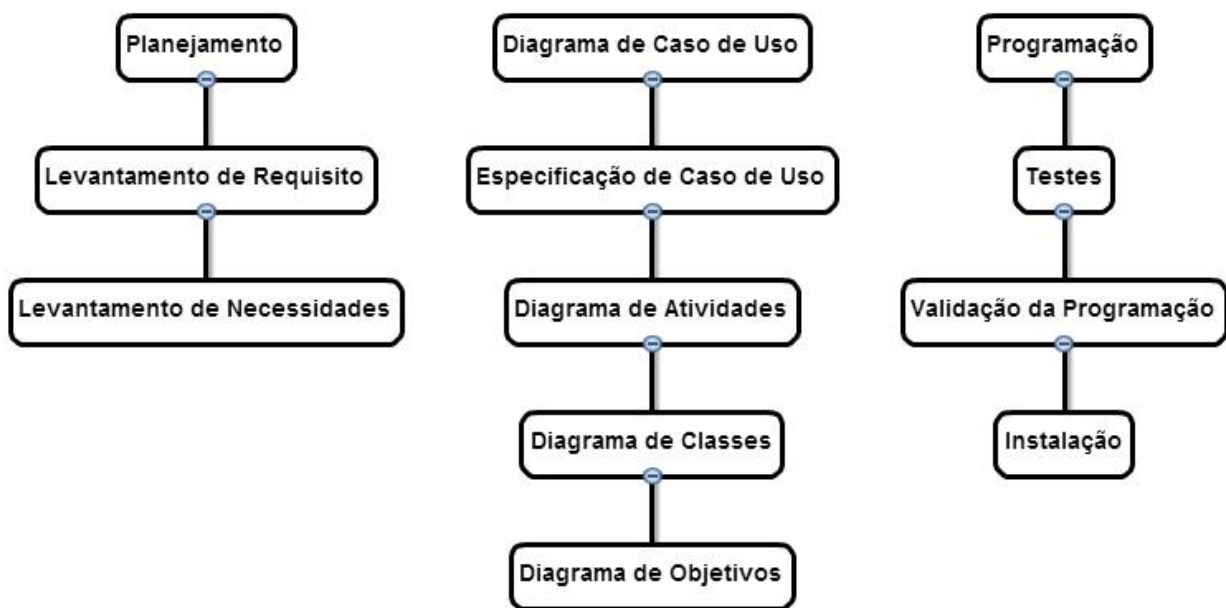 Planejamento
Levantamento de Requisito
Levantamento de Necessidades
Diagrama de Caso de Uso
Especificação de Caso de Uso
Diagrama de Atividades
Diagrama de Classes
Diagrama de Objetivos
Programação
Testes
Validação da Programação
Instalação